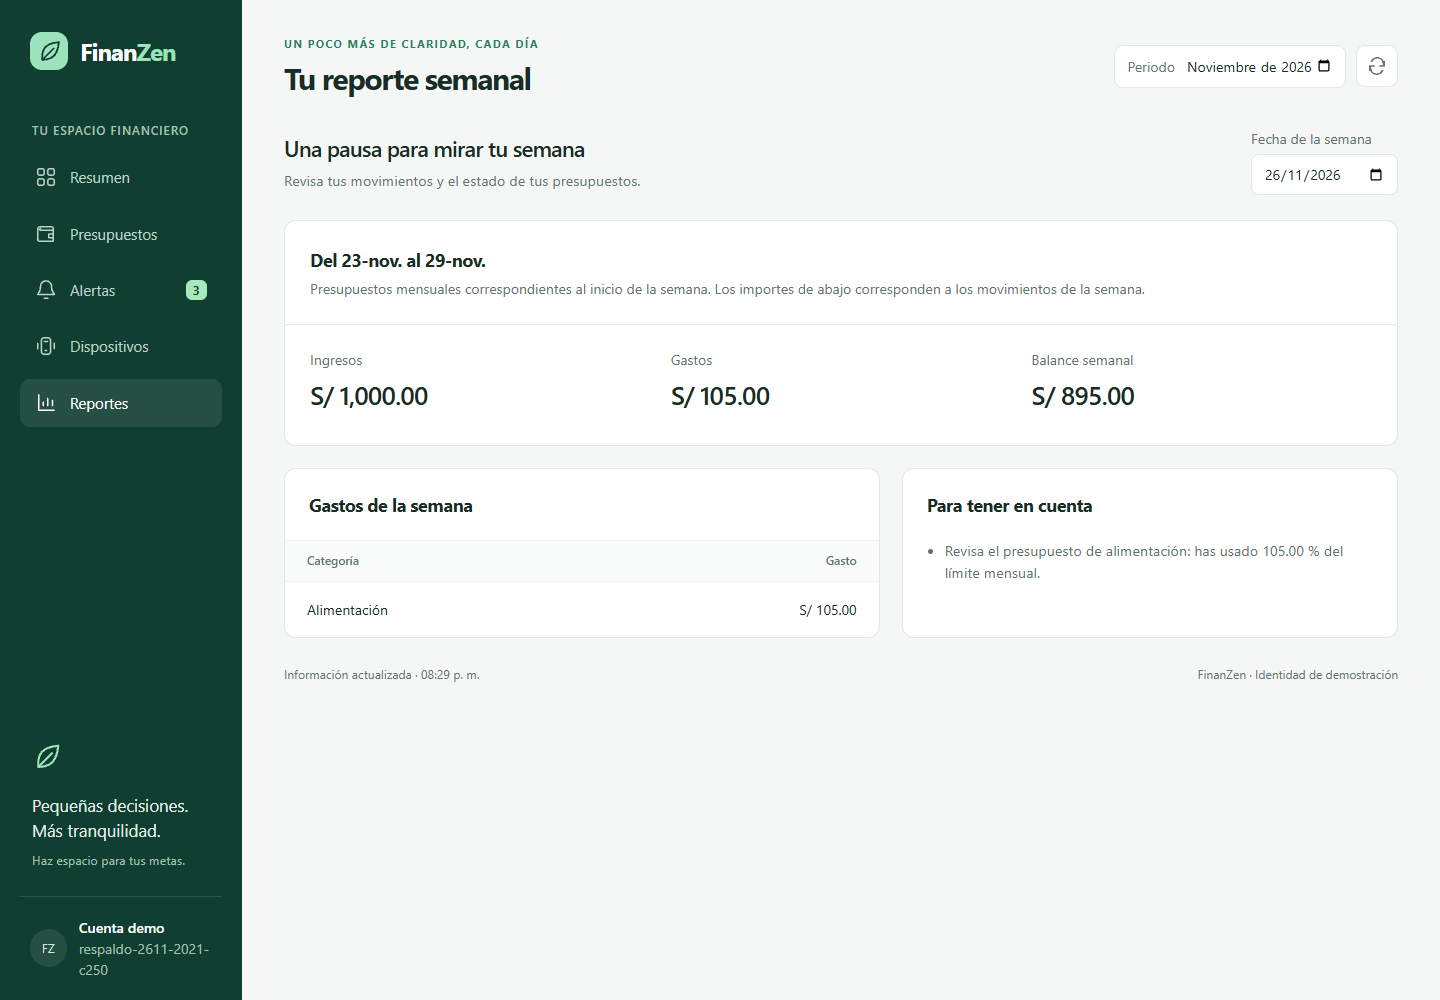 FinanZen
TU ESPACIO FINANCIERO
Resumen
Presupuestos
Alertas 3
Dispositivos
Reportes
Pequeñas decisiones.
Más tranquilidad.
Haz espacio para tus metas.
FZ
Cuenta demo
respaldo-2611-2021-
c250
UN POCO MÁS DE CLARIDAD, CADA DÍA
Tu reporte semanal
Periodo Noviembre de 2026
Una pausa para mirar tu semana
Revisa tus movimientos y el estado de tus presupuestos.
Fecha de la semana
26/11/2026
Del 23-nov. al 29-nov.
Presupuestos mensuales correspondientes al inicio de la semana. Los importes de abajo corresponden a los movimientos de la semana.
Ingresos Gastos Balance semanal
S/ 1,000.00 S/ 105.00 S/ 895.00
Gastos de la semana
Categoría Gasto
Alimentación S/ 105.00
Para tener en cuenta
• Revisa el presupuesto de alimentación: has usado 105.00 % del
límite mensual.
Información actualizada · 08:29 p. m.
FinanZen · Identidad de demostración